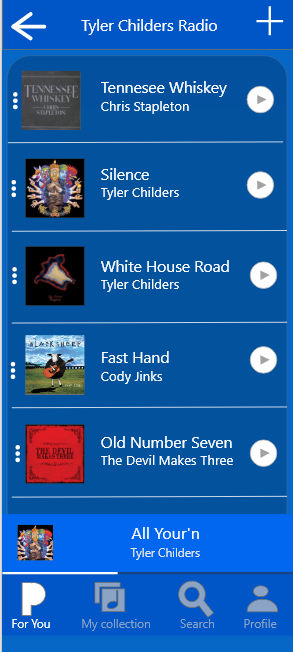 Tyler Childers Radio
TENNESSEE
WHISKEY
CHRIS
STAPLETON
Tennesee Whiskey
Chris Stapleton
Silence
Tyler Childers
White House Road
Tyler Childers
BLACK SHEEP
Fast Hand
Cody Jinks
THE DEVIL
MAKES THREE
Old Number Seven
The Devil Makes Three
All Your'n
Tyler Childers
For You
My collection
Search
Profile